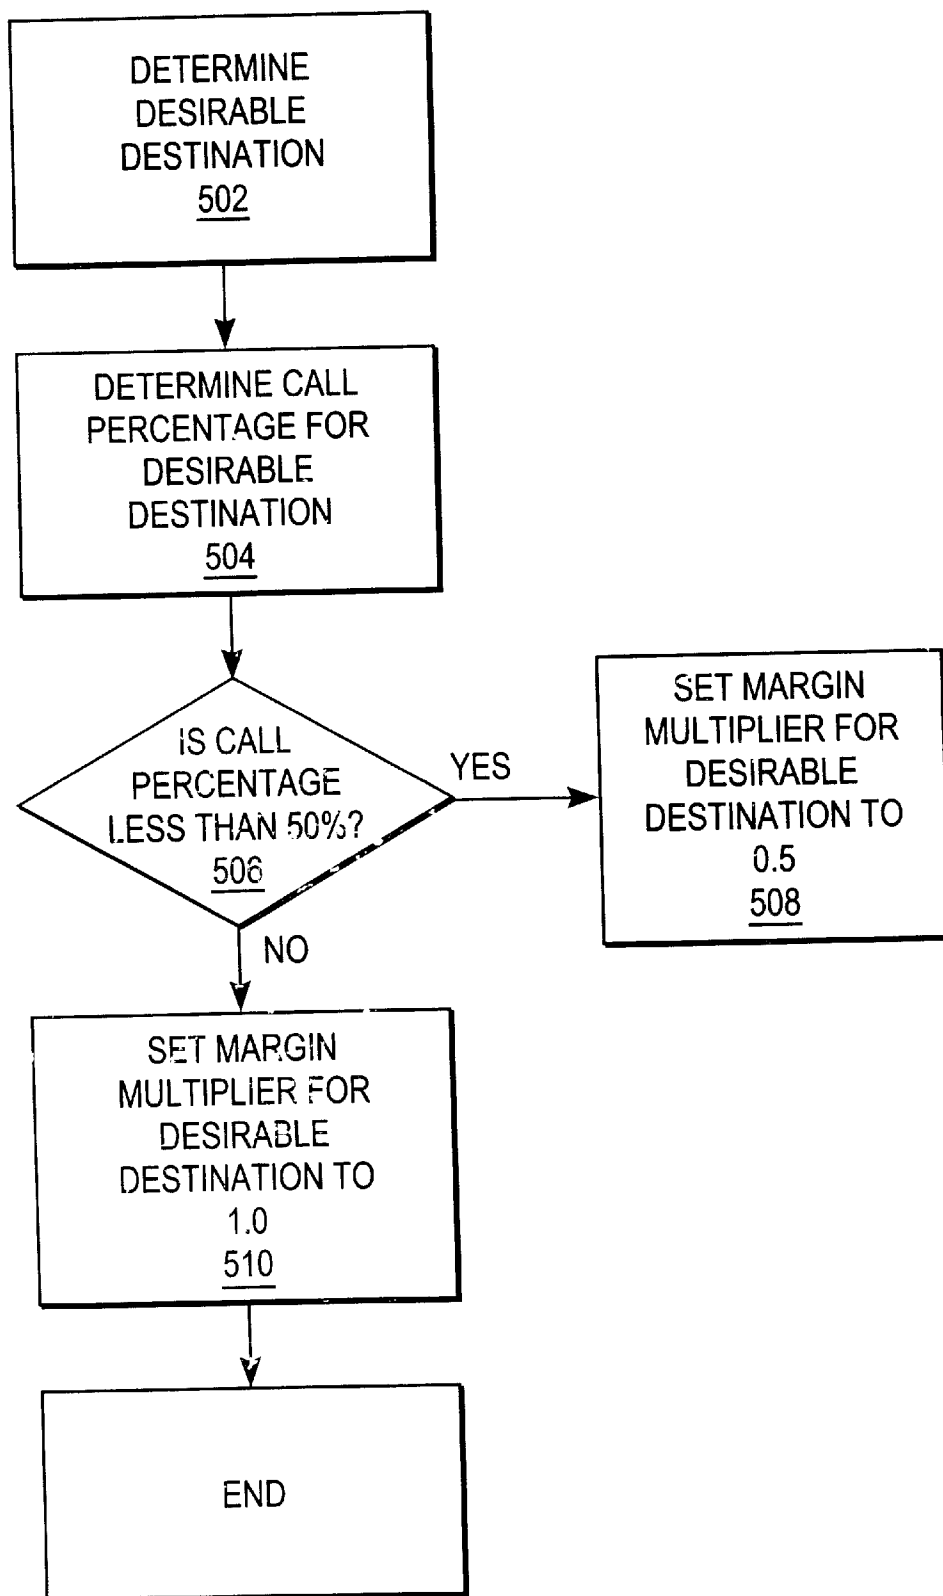 DETERMINE
DESIRABLE
DESTINATION
502
DETERMINE CALL
PERCENTAGE FOR
DESIRABLE
DESTINATION
504
IS CALL
PERCENTAGE
LESS THAN 50%?
506
YES
SET MARGIN
MULTIPLIER FOR
DESIRABLE
DESTINATION TO
0.5
508
NO
SET MARGIN
MULTIPLIER FOR
DESIRABLE
DESTINATION TO
1.0
510
END